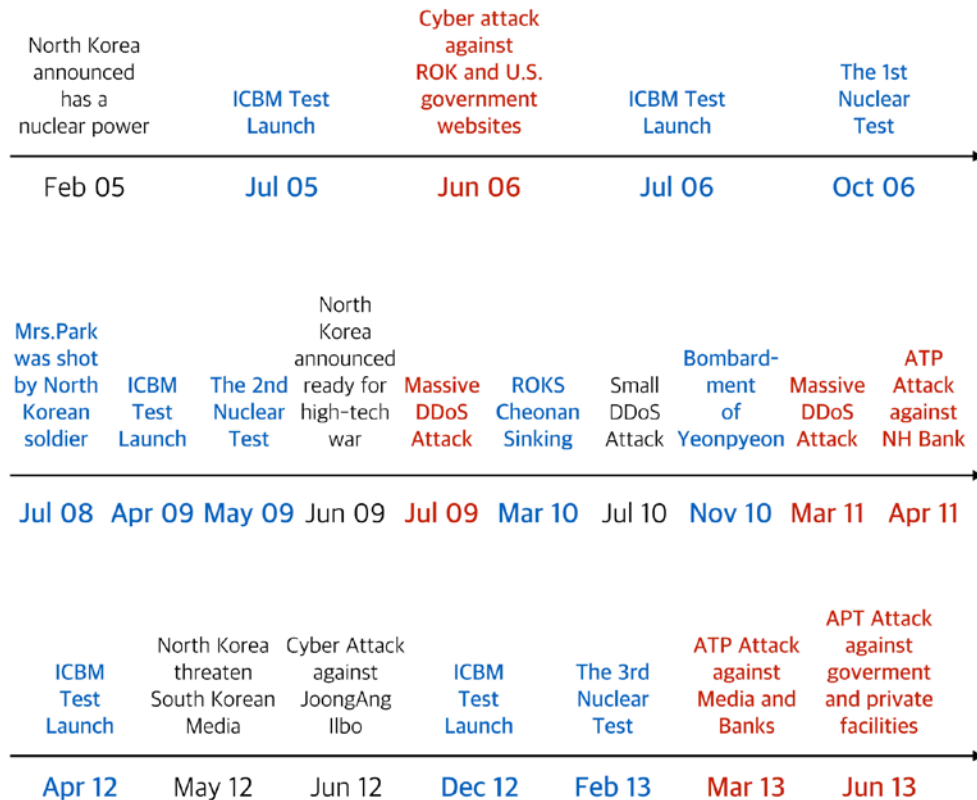 North Korea
announced
has a
nuclear power
ICBM Test
Launch
Cyber attack
against
ROK and U.S.
government
websites
ICBM Test
Launch
The 1st
Nuclear
Test
Feb 05
Jul 05
Jun 06
Jul 06
Oct 06
Mrs.Park
was shot
by North
Korean
soldier
ICBM
Test
Launch
The 2nd
Nuclear
Test
North
Korea
announced
ready for
high-tech
war
Massive
DDoS
Attack
ROKS
Cheonan
Sinking
Small
DDoS
Attack
Bombard-
ment
of
Yeonpyeon
Massive
DDoS
Attack
ATP
Attack
against
NH Bank
Jul 08
Apr 09
May 09
Jun 09
Jul 09
Mar 10
Jul 10
Nov 10
Mar 11
Apr 11
ICBM
Test
Launch
North Korea
threaten
South Korean
Media
Cyber Attack
against
JoongAng
Ilbo
ICBM
Test
Launch
The 3rd
Nuclear
Test
ATP Attack
against
Media and
Banks
APT Attack
against
goverment
and private
facilities
Apr 12
May 12
Jun 12
Dec 12
Feb 13
Mar 13
Jun 13